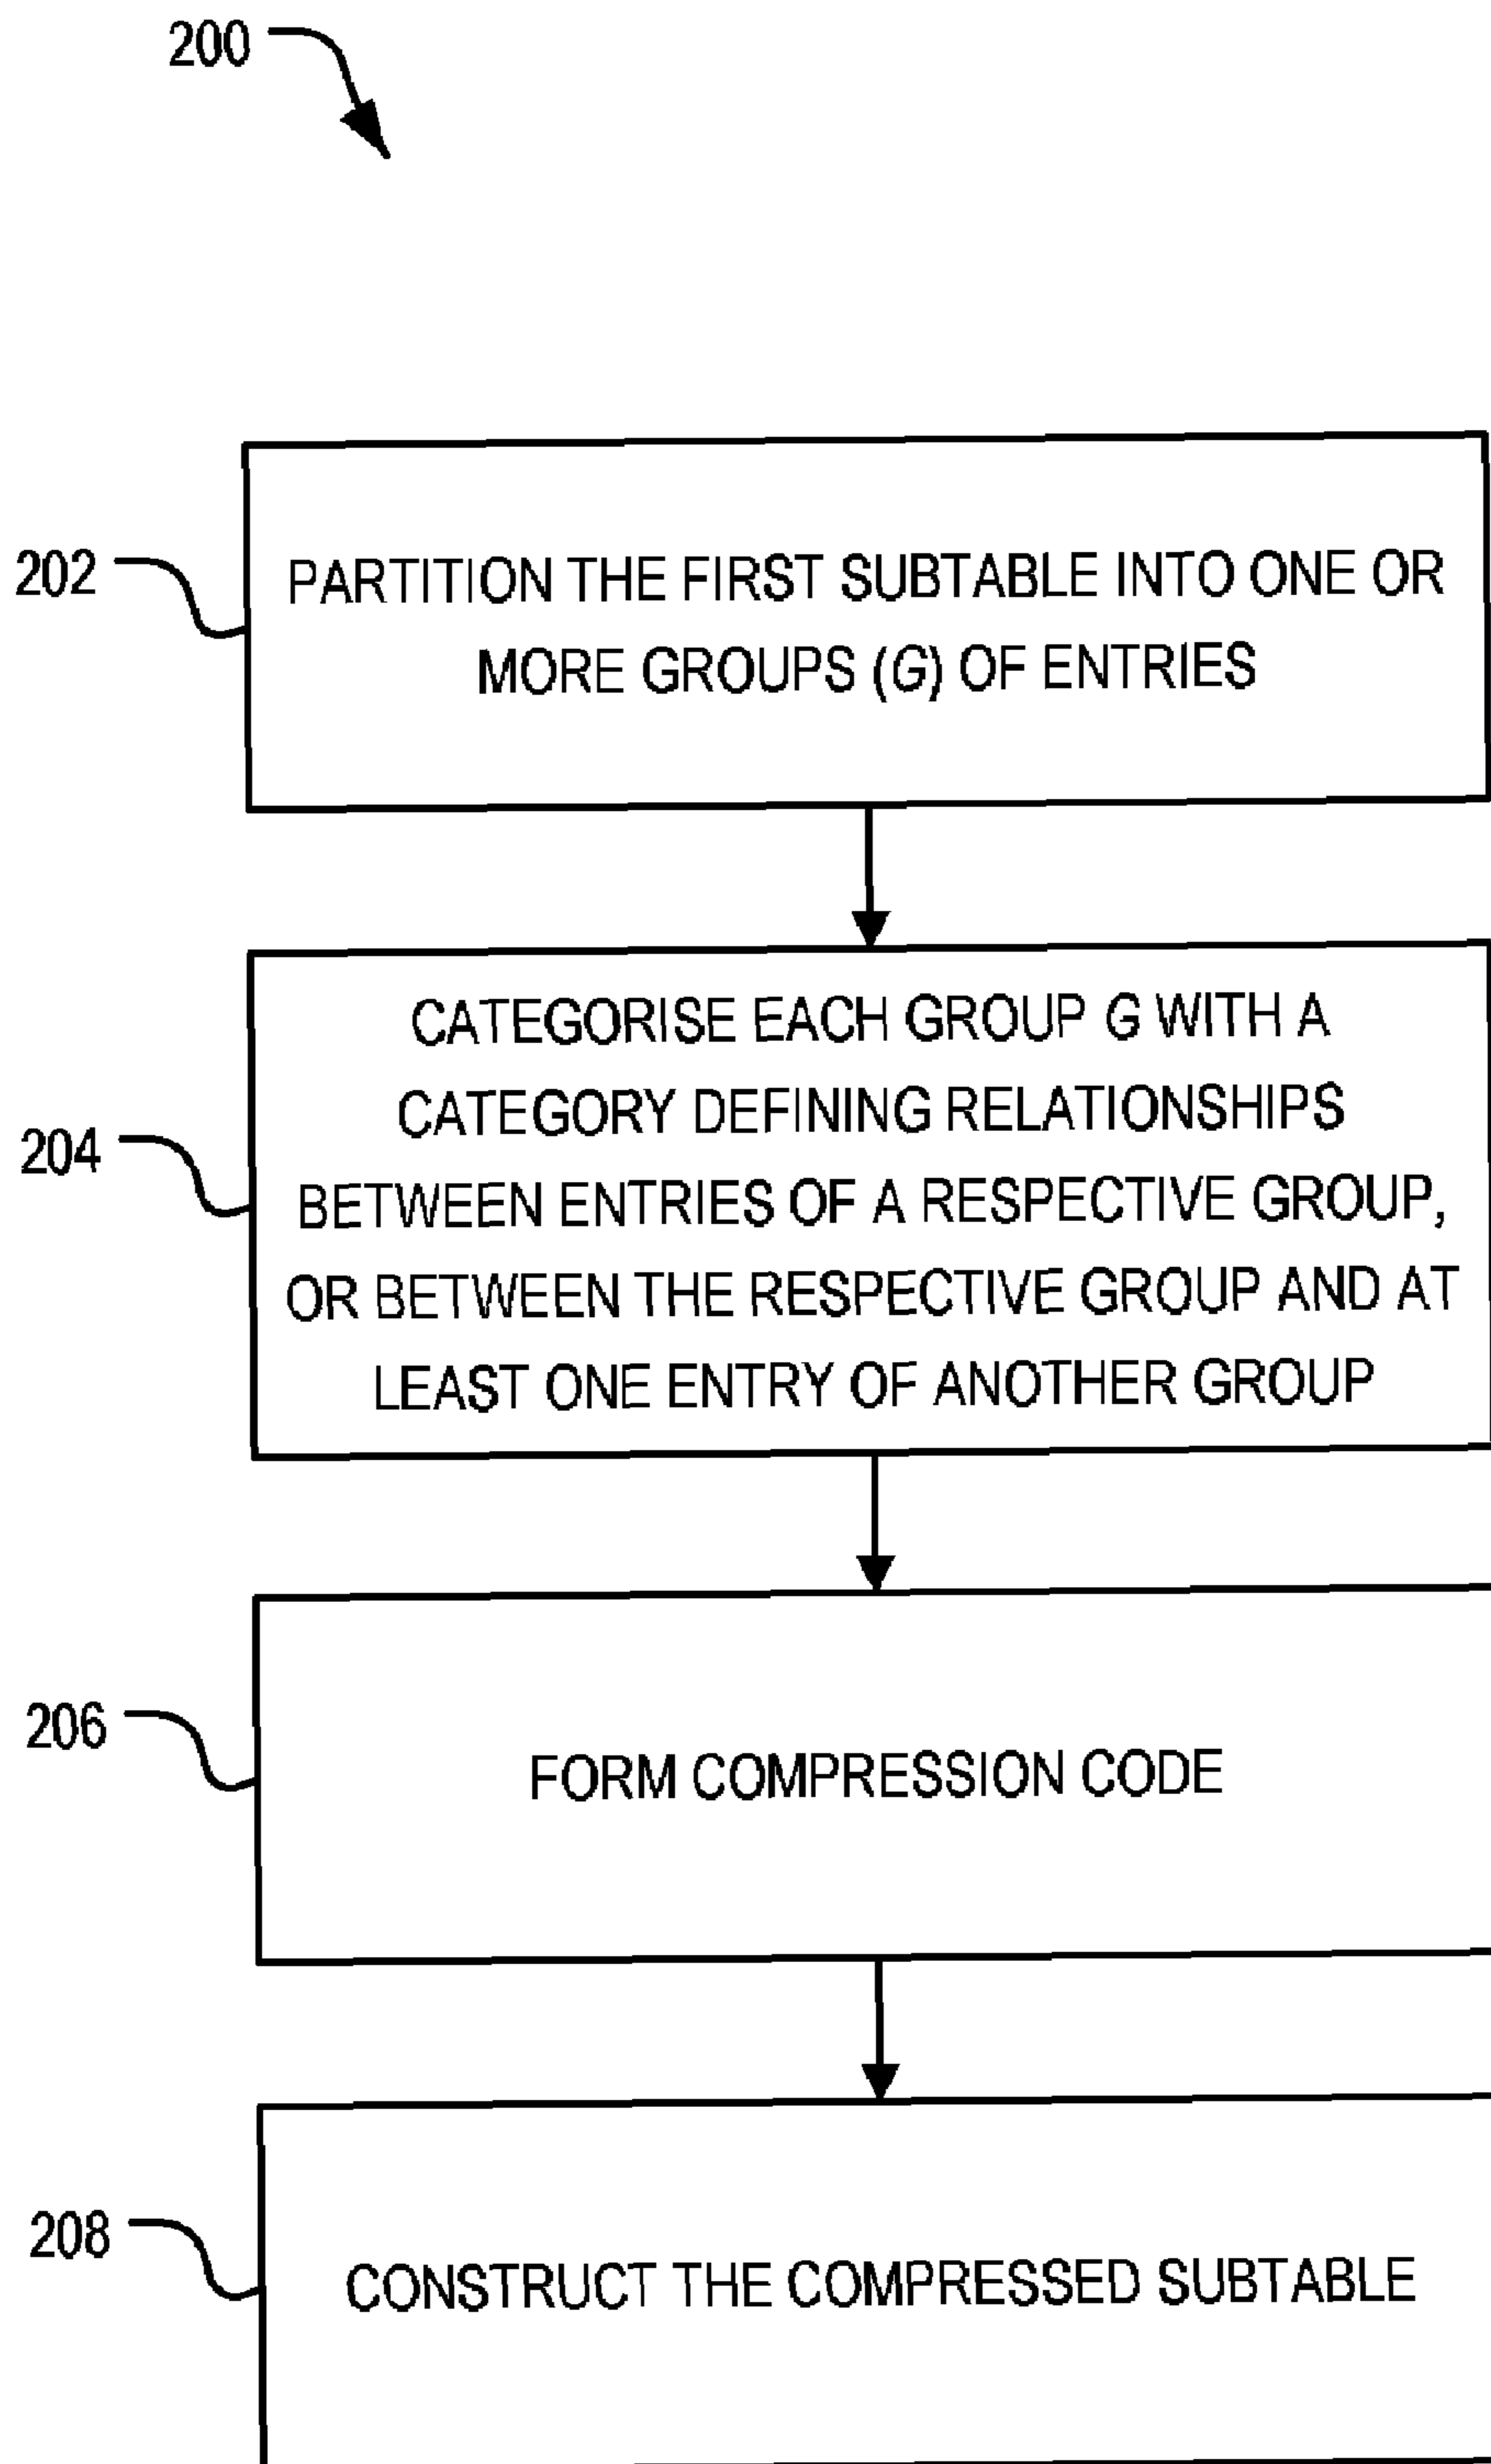 200
202
PARTITION THE FIRST SUBTABLE INTO ONE OR
MORE GROUPS (G) OF ENTRIES
204
CATEGORISE EACH GROUP G WITH A
CATEGORY DEFINING RELATIONSHIPS
BETWEEN ENTRIES OF A RESPECTIVE GROUP,
OR BETWEEN THE RESPECTIVE GROUP AND AT
LEAST ONE ENTRY OF ANOTHER GROUP
206
FORM COMPRESSION CODE
208
CONSTRUCT THE COMPRESSED SUBTABLE